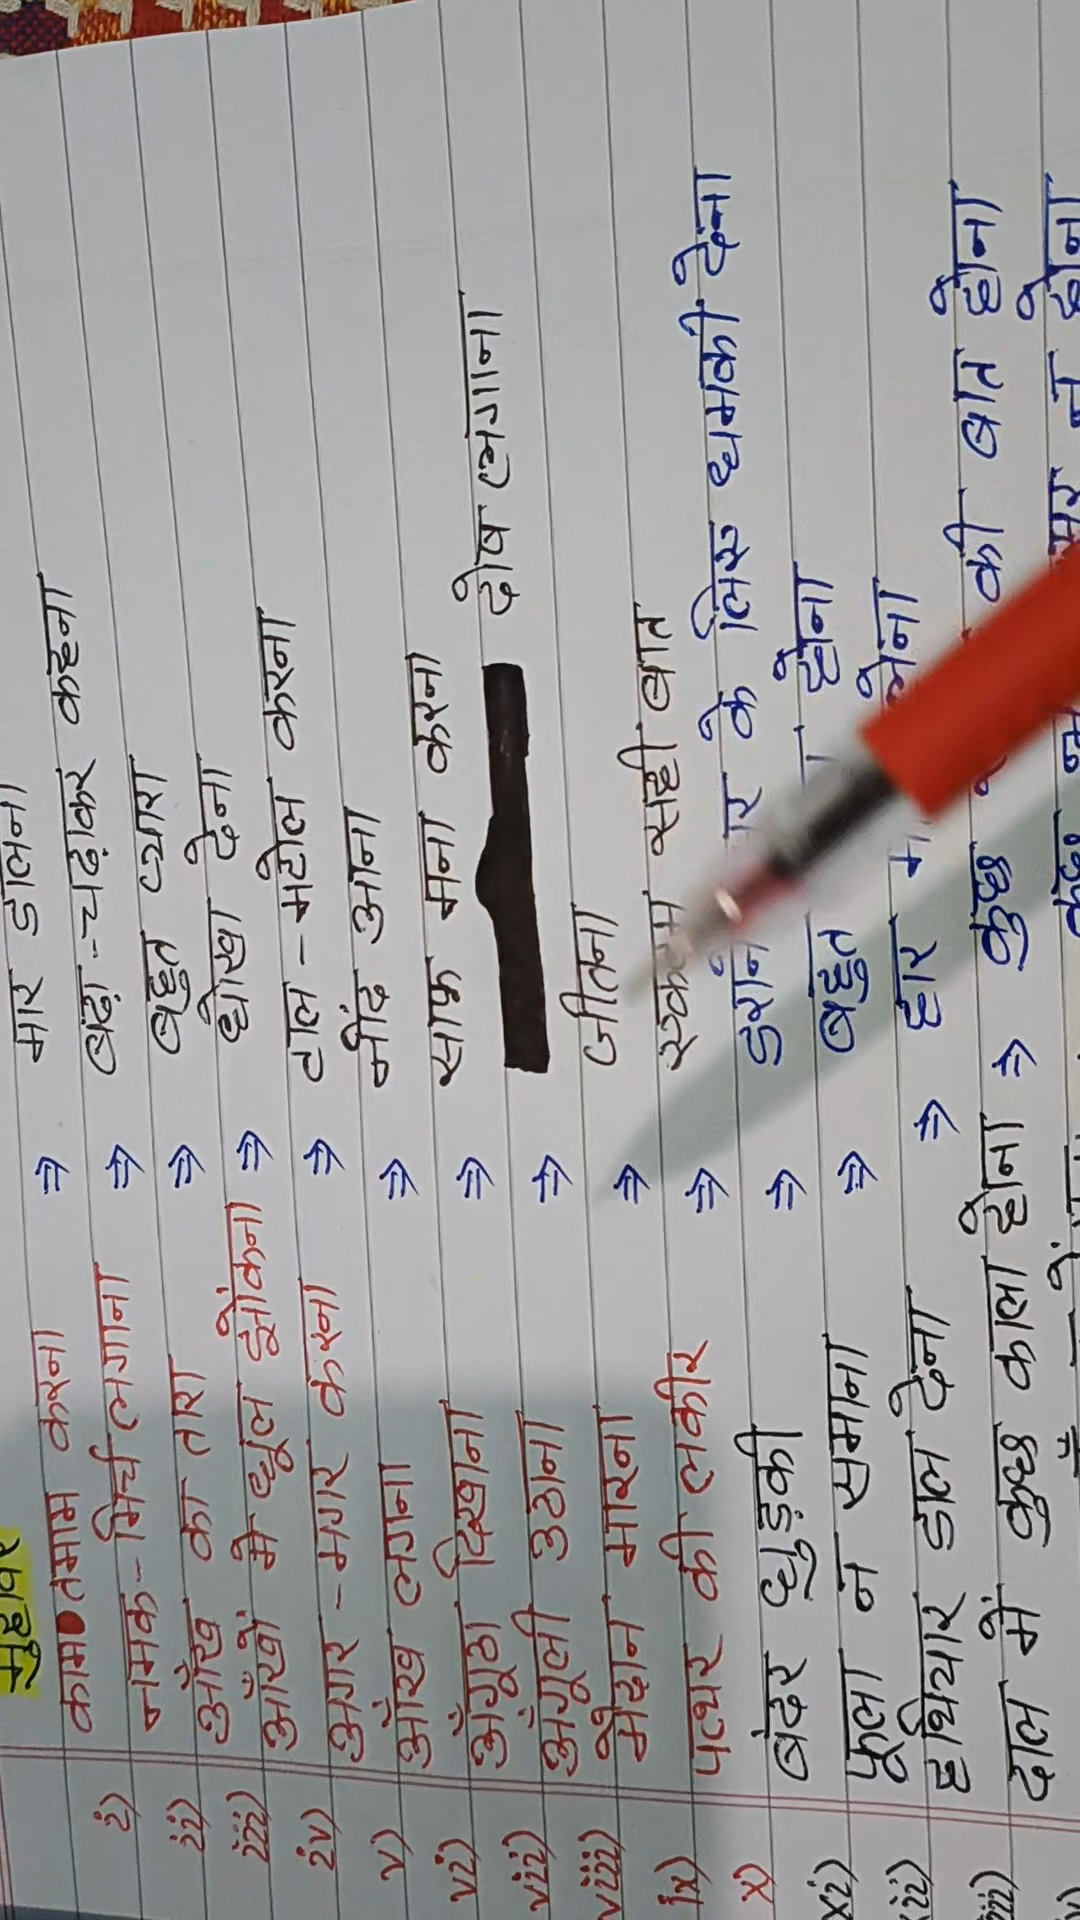 मुहावरे
i) काम तमाम करना ⇒ मार डालना
ii) नमक-मिर्च लगाना ⇒ बढ़ा-चढ़ाकर कहना
iii) आँख का तारा ⇒ बहुत प्यारा
iv) आँखों में धूल झोंकना ⇒ धोखा देना
v) अगर-मगर करना ⇒ टाल-मटोल करना
vi) आँख लगना ⇒ नींद आना
vii) अँगूठा दिखाना ⇒ साफ मना करना
viii) अँगूली उठाना ⇒ दोष लगाना
ix) मैदान मारना ⇒ जीतना
x) पत्थर की लकीर ⇒ सही बात
xi) बंदर घुड़की ⇒ के लिए धमकी देना
xii) फूला न समाना ⇒ बहुत होना
हथियार डाल देना ⇒ हार
दाल में कुछ काला होना ⇒ कुछ की बात होना
न होना